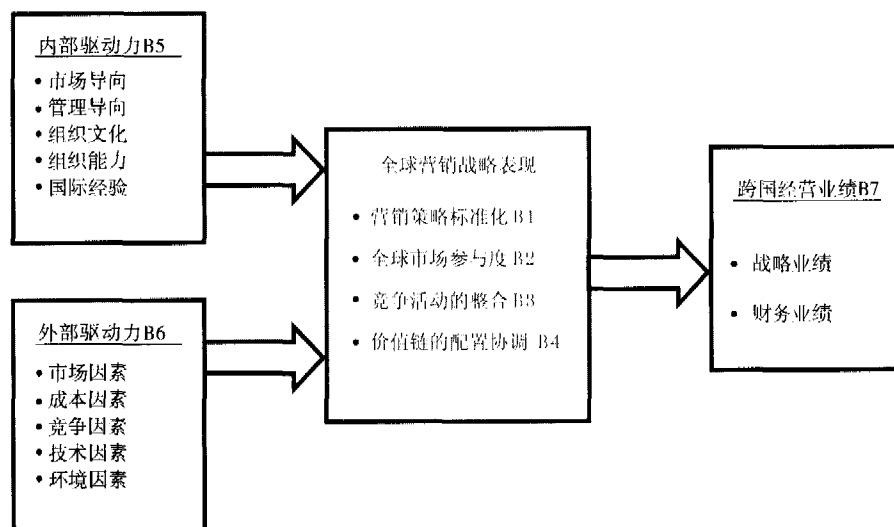 内部驱动力B5
• 市场导向
• 管理导向
• 组织文化
• 组织能力
• 国际经验
外部驱动力B6
• 市场因素
• 成本因素
• 竞争因素
• 技术因素
• 环境因素
全球营销战略表现
• 营销策略标准化 B1
• 全球市场参与度 B2
• 竞争活动的整合 B3
• 价值链的配置协调 B4
跨国经营业绩B7
• 战略业绩
• 财务业绩